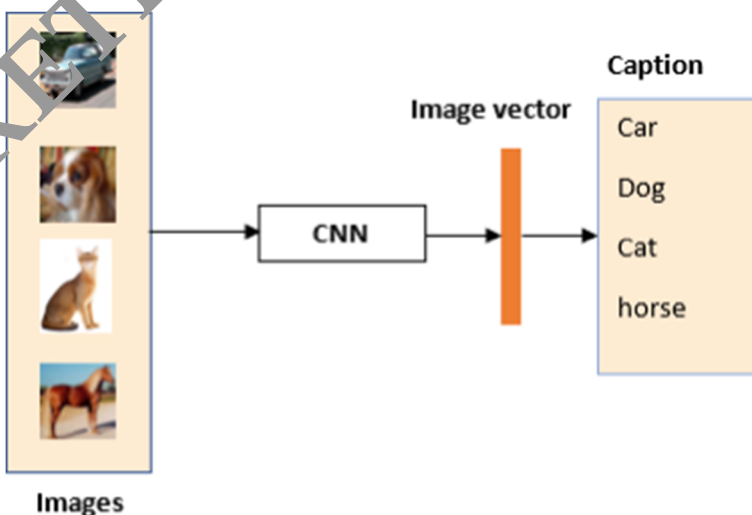 Caption
Image vector
Car
Dog
CNN
Cat
horse
Images